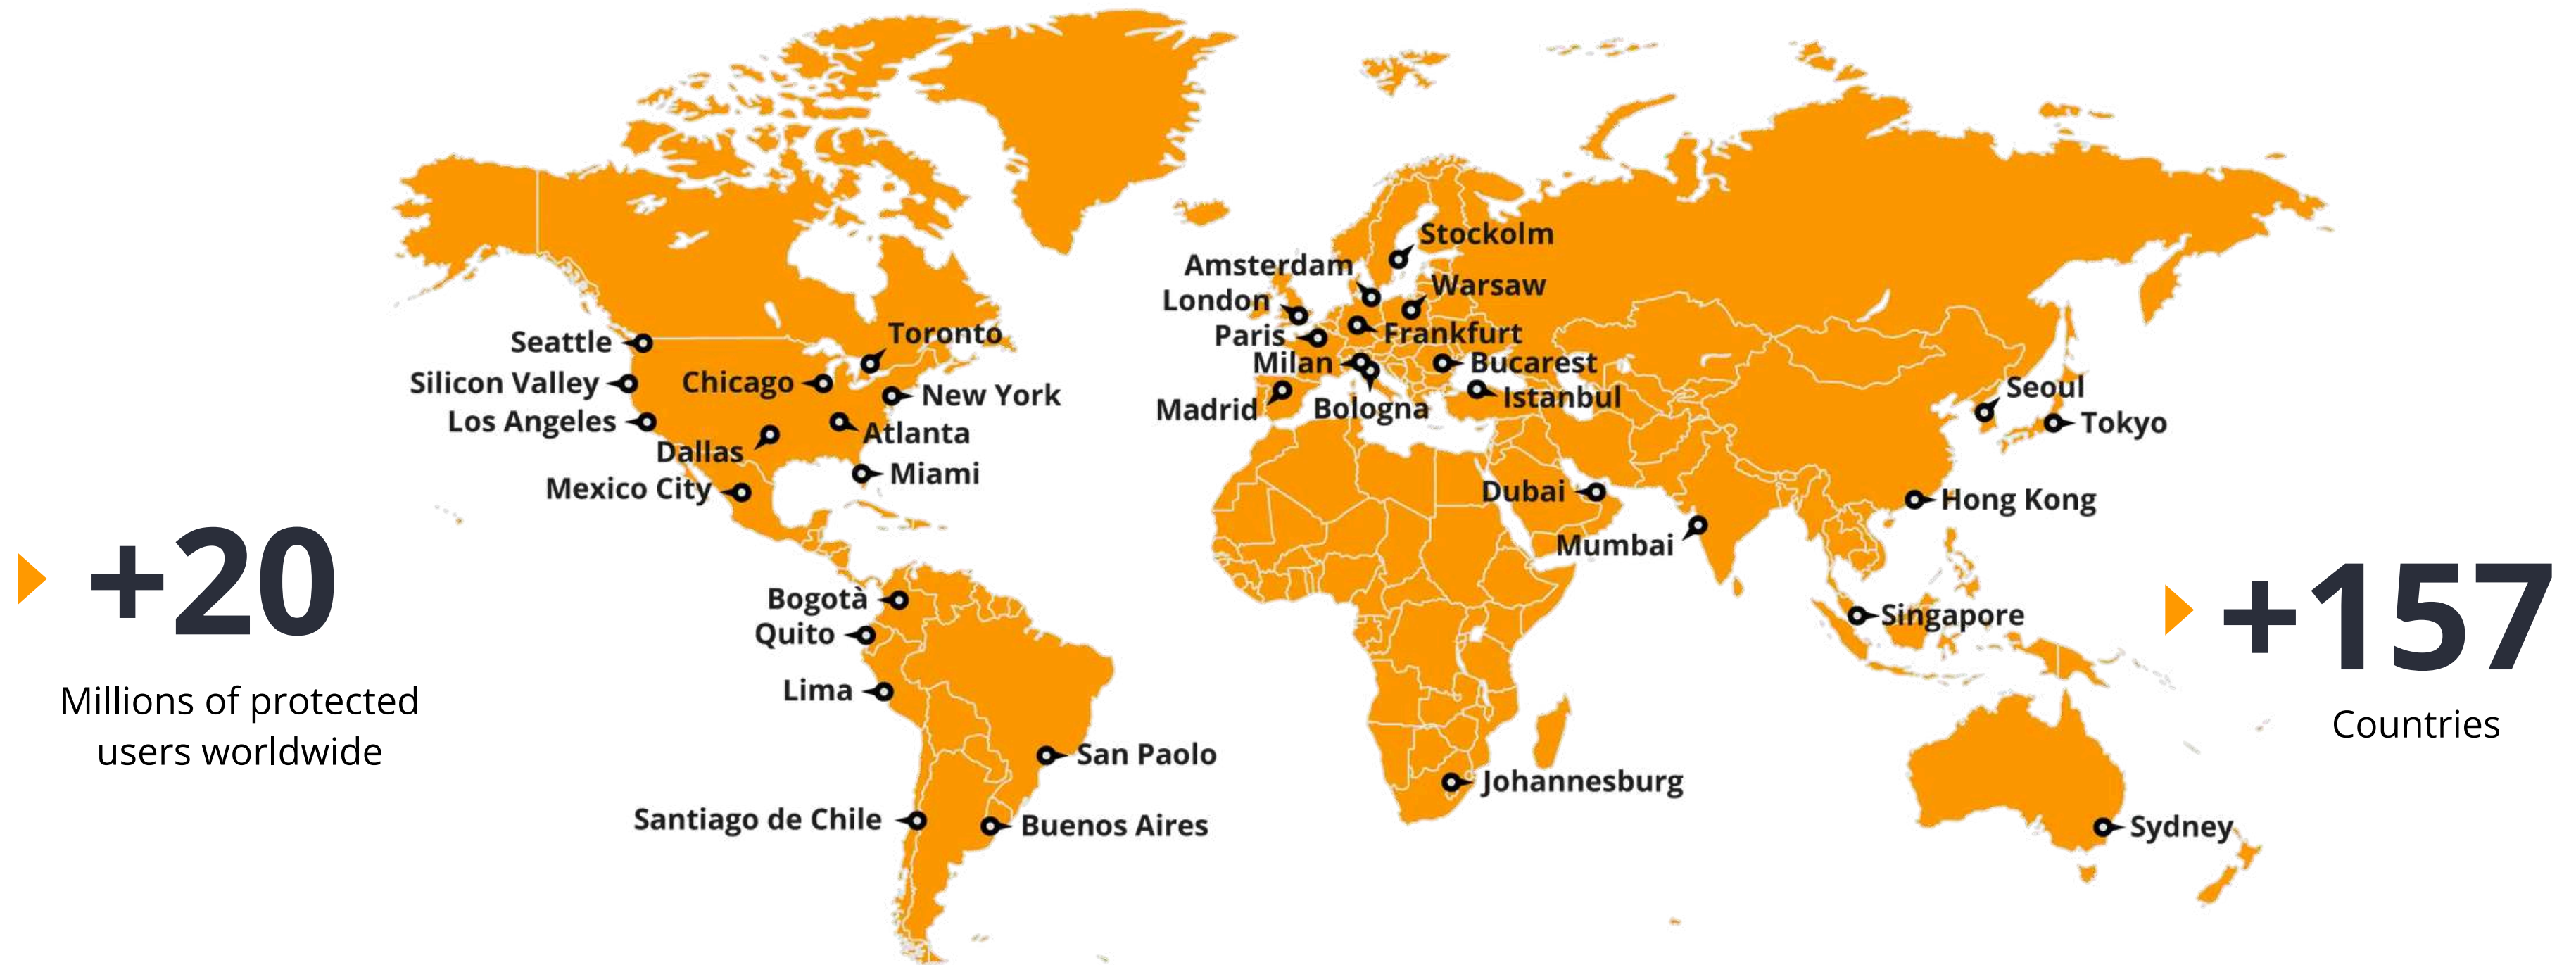 +20
Millions of protected
users worldwide
Seattle
Silicon Valley
Los Angeles
Chicago
Toronto
New York
Atlanta
Dallas
Miami
Mexico City
Bogotà
Quito
Lima
San Paolo
Santiago de Chile
Buenos Aires
Stockolm
Amsterdam
Warsaw
London
Paris
Frankfurt
Milan
Bucarest
Madrid
Bologna
Istanbul
Dubai
Mumbai
Johannesburg
Seoul
Tokyo
Hong Kong
Singapore
Sydney
+157
Countries